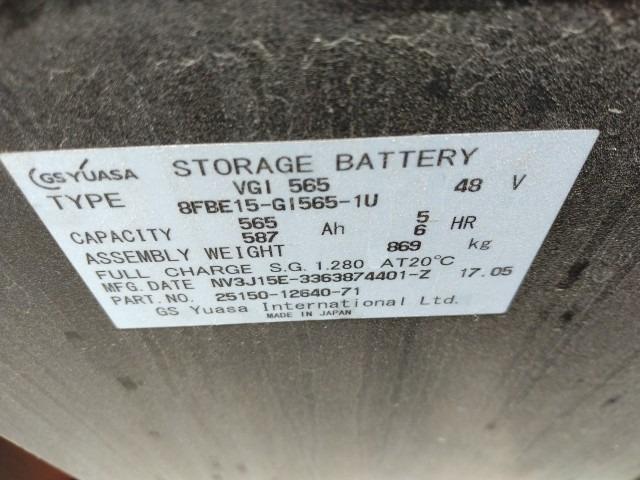 GS YUASA STORAGE BATTERY
TYPE VGI 565 48 V
8FBE15-GI565-1U
CAPACITY 565 Ah 5 HR
587 6
ASSEMBLY WEIGHT 869 kg
FULL CHARGE S.G. 1.280 AT20℃
MFG. DATE NV3J15E-3363874401-Z 17.05
PART. NO. 25150-12640-71
GS Yuasa International Ltd.
MADE IN JAPAN